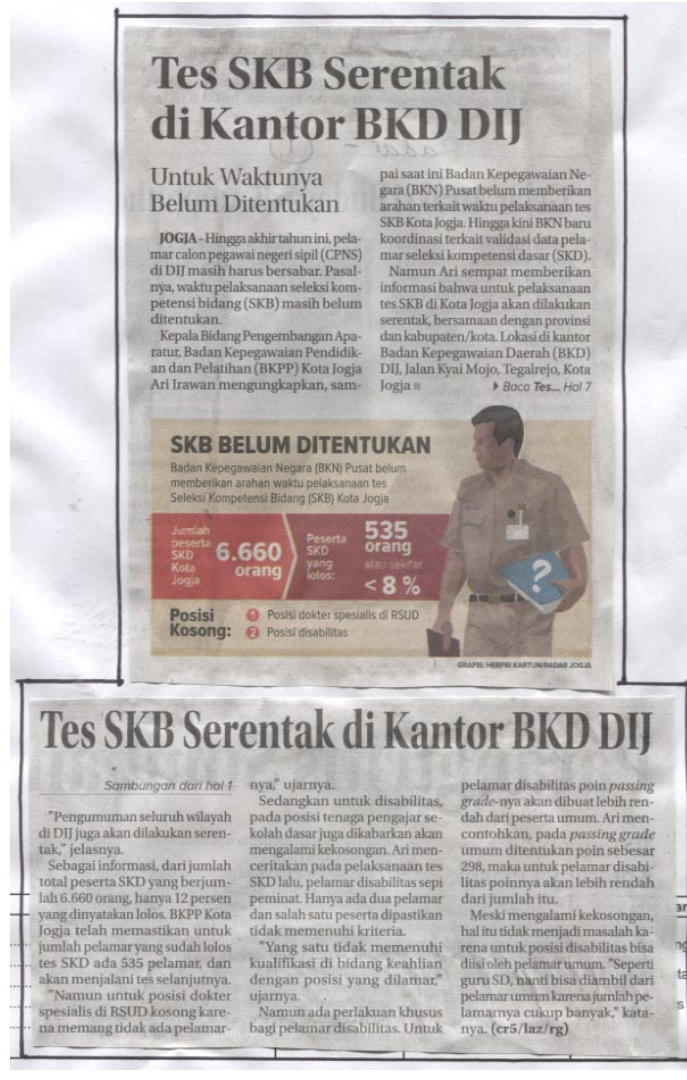 Tes SKB Serentak
di Kantor BKD DIJ
Untuk Waktunya
Belum Ditentukan
JOGJA - Hingga akhir tahun ini, pela-
mar calon pegawai negeri sipil (CPNS)
di DIJ masih harus bersabar. Pasal-
nya, waktu pelaksanaan seleksi kom-
petensi bidang (SKB) masih belum
ditentukan.
Kepala Bidang Pengembangan Apa-
ratur, Badan Kepegawaian Pendidik-
an dan Pelatihan (BKPP) Kota Jogja
Ari Irawan mengungkapkan, sam-
pai saat ini Badan Kepegawaian Ne-
gara (BKN) Pusat belum memberikan
arahan terkait waktu pelaksanaan tes
SKB Kota Jogja. Hingga kini BKN baru
koordinasi terkait validasi data pela-
mar seleksi kompetensi dasar (SKD).
Namun Ari sempat memberikan
informasi bahwa untuk pelaksanaan
tes SKB di Kota Jogja akan dilakukan
serentak, bersamaan dengan provinsi
dan kabupaten/kota. Lokasi di kantor
Badan Kepegawaian Daerah (BKD)
DIJ, Jalan Kyai Mojo, Tegalrejo, Kota
Jogja
Baca Tes... Hal 7
SKB BELUM DITENTUKAN
Badan Kepegawaian Negara (BKN) Pusat belum
memberikan arahan waktu pelaksanaan tes
Seleksi Kompetensi Bidang (SKB) Kota Jogja
Jumlah
peserta
SKD
Kota
Jogja
6.660
orang
Peserta
SKD
yang
lolos:
535
orang
atau sekitar
< 8 %
Posisi
Kosong:
1 Posisi dokter spesialis di RSUD
2 Posisi disabilitas
?
GRAFIS: HERPRI KARTUN/RADAR JOGJA
Tes SKB Serentak di Kantor BKD DIJ
Sambungan dari hal 1
"Pengumuman seluruh wilayah
di DIJ juga akan dilakukan seren-
tak," jelasnya.
Sebagai informasi, dari jumlah
total peserta SKD yang berjum-
lah 6.660 orang, hanya 12 persen
yang dinyatakan lolos. BKPP Kota
Jogja telah memastikan untuk
jumlah pelamar yang sudah lolos
tes SKD ada 535 pelamar, dan
akan menjalani tes selanjutnya.
"Namun untuk posisi dokter
spesialis di RSUD kosong kare-
na memang tidak ada pelamar-
nya," ujarnya.
Sedangkan untuk disabilitas,
pada posisi tenaga pengajar se-
kolah dasar juga dikabarkan akan
mengalami kekosongan. Ari men-
ceritakan pada pelaksanaan tes
SKD lalu, pelamar disabilitas sepi
peminat. Hanya ada dua pelamar
dan salah satu peserta dipastikan
tidak memenuhi kriteria.
"Yang satu tidak memenuhi
kualifikasi di bidang keahlian
dengan posisi yang dilamar,"
ujarnya.
Namun ada perlakuan khusus
bagi pelamar disabilitas. Untuk
pelamar disabilitas poin passing
grade-nya akan dibuat lebih ren-
dah dari peserta umum. Ari men-
contohkan, pada passing grade
umum ditentukan poin sebesar
298, maka untuk pelamar disabi-
litas poinnya akan lebih rendah
dari jumlah itu.
Meski mengalami kekosongan,
hal itu tidak menjadi masalah ka-
rena untuk posisi disabilitas bisa
diisi oleh pelamar umum. "Seperti
guru SD, nanti bisa diambil dari
pelamar umum karena jumlah pe-
lamarnya cukup banyak," kata-
nya. (cr5/laz/rg)